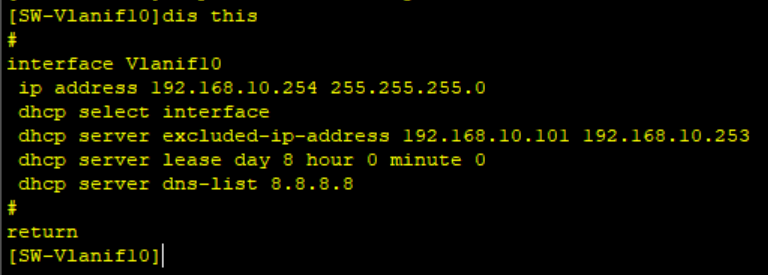 [SW-Vlanif10]dis this
#
interface Vlanif10
 ip address 192.168.10.254 255.255.255.0
 dhcp select interface
 dhcp server excluded-ip-address 192.168.10.101 192.168.10.253
 dhcp server lease day 8 hour 0 minute 0
 dhcp server dns-list 8.8.8.8
#
return
[SW-Vlanif10]